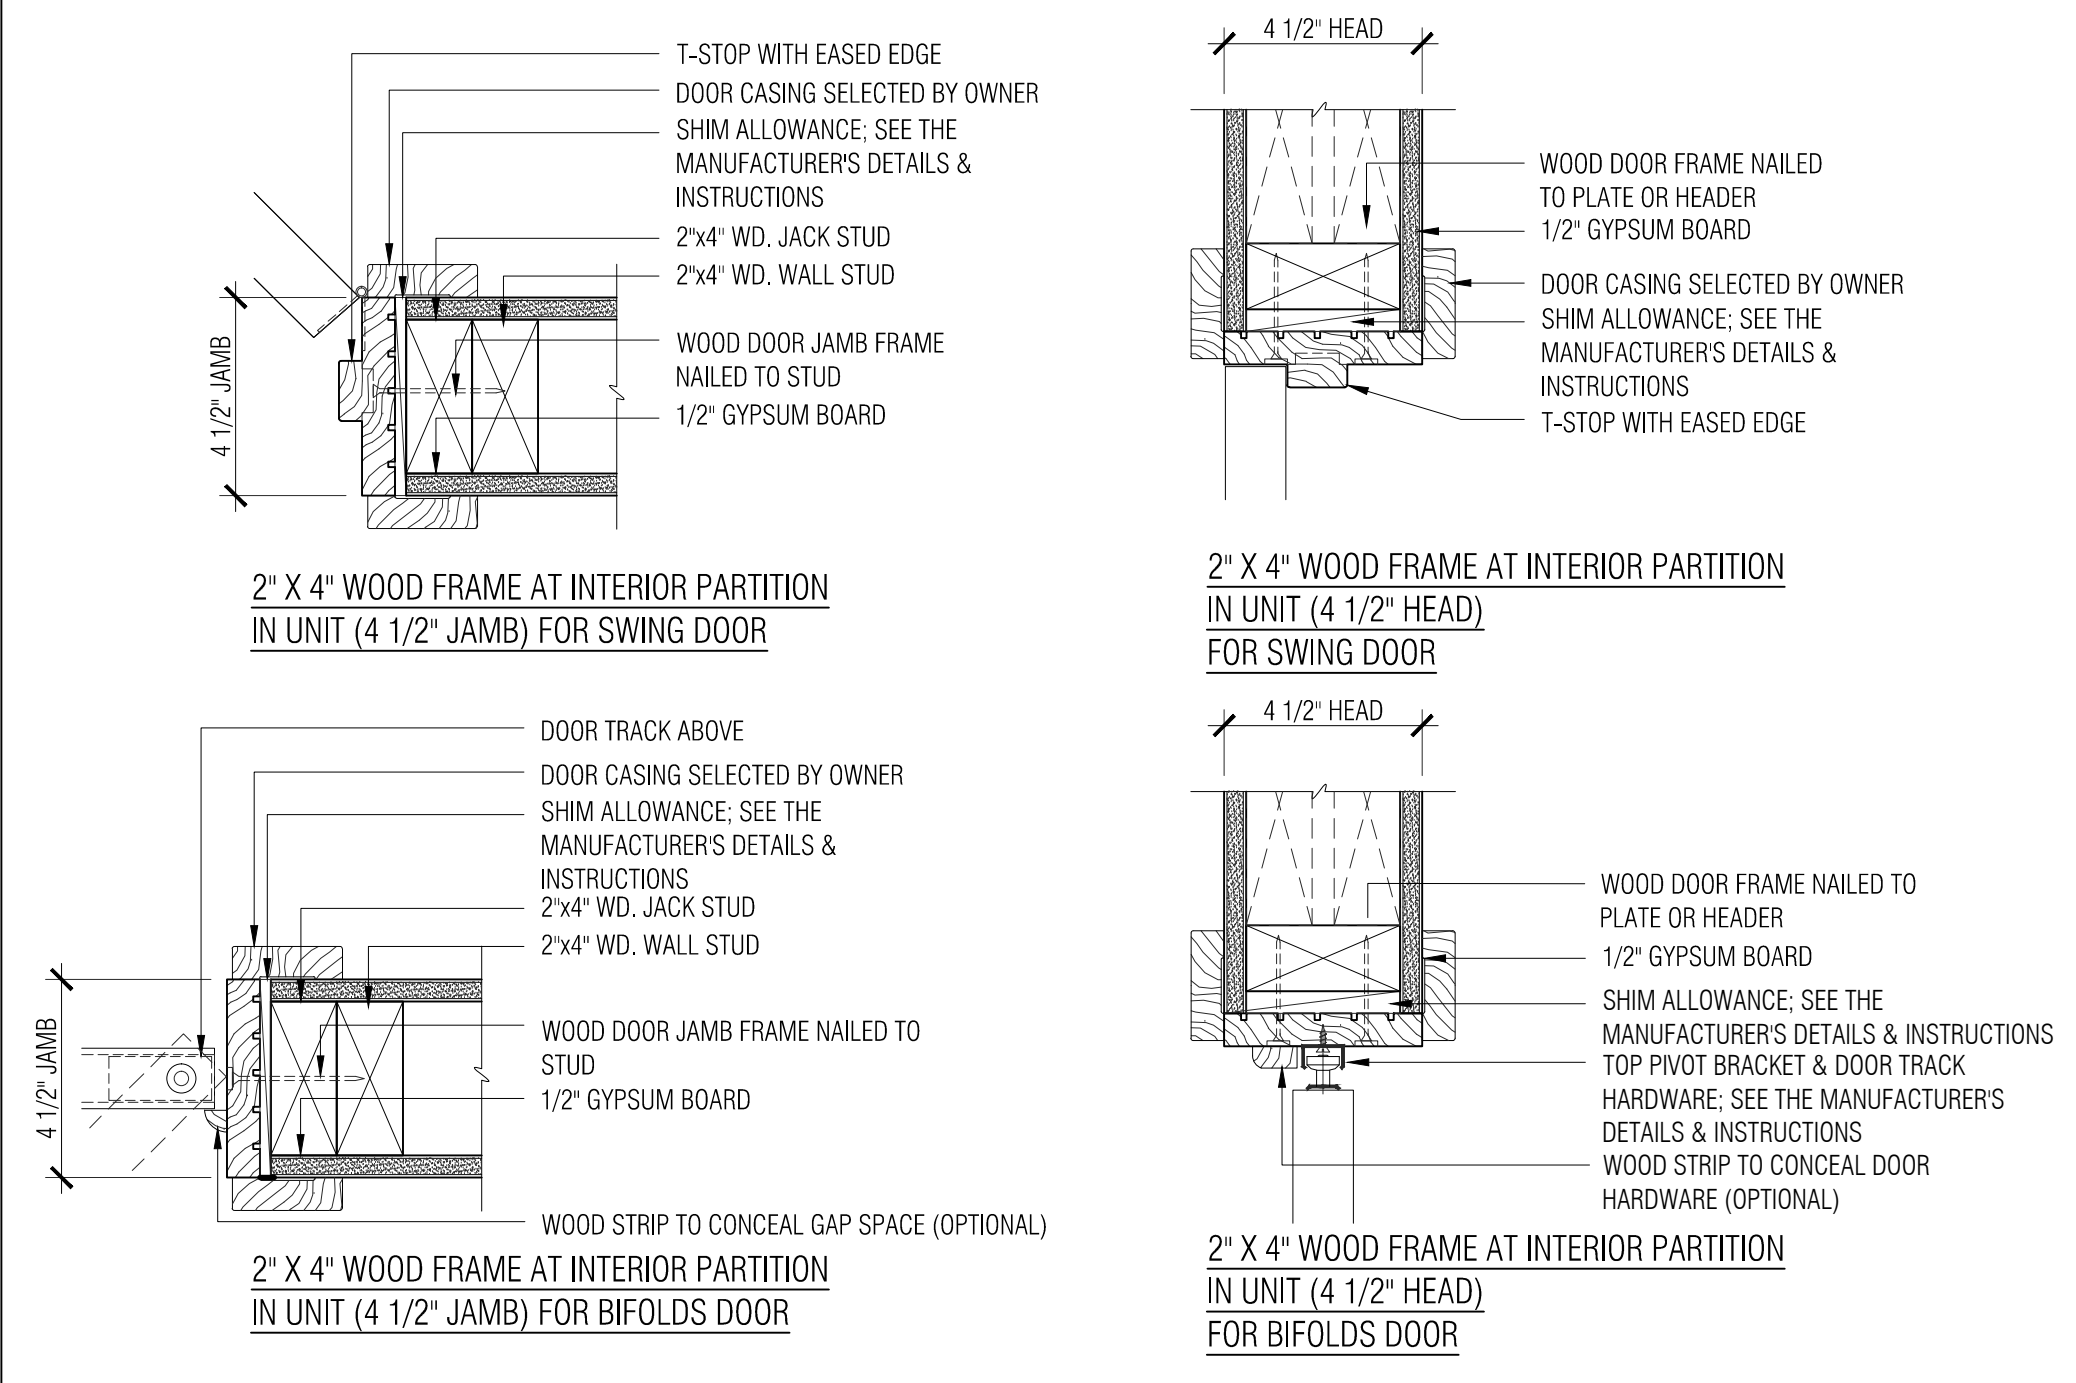 T-STOP WITH EASED EDGE
DOOR CASING SELECTED BY OWNER
SHIM ALLOWANCE; SEE THE
MANUFACTURER'S DETAILS &
INSTRUCTIONS
2"x4" WD. JACK STUD
2"x4" WD. WALL STUD
WOOD DOOR JAMB FRAME
NAILED TO STUD
1/2" GYPSUM BOARD
4 1/2" JAMB
2" X 4" WOOD FRAME AT INTERIOR PARTITION
IN UNIT (4 1/2" JAMB) FOR SWING DOOR
4 1/2" HEAD
WOOD DOOR FRAME NAILED
TO PLATE OR HEADER
1/2" GYPSUM BOARD
DOOR CASING SELECTED BY OWNER
SHIM ALLOWANCE; SEE THE
MANUFACTURER'S DETAILS &
INSTRUCTIONS
T-STOP WITH EASED EDGE
2" X 4" WOOD FRAME AT INTERIOR PARTITION
IN UNIT (4 1/2" HEAD)
FOR SWING DOOR
DOOR TRACK ABOVE
DOOR CASING SELECTED BY OWNER
SHIM ALLOWANCE; SEE THE
MANUFACTURER'S DETAILS &
INSTRUCTIONS
2"x4" WD. JACK STUD
2"x4" WD. WALL STUD
WOOD DOOR JAMB FRAME NAILED TO
STUD
1/2" GYPSUM BOARD
4 1/2" JAMB
WOOD STRIP TO CONCEAL GAP SPACE (OPTIONAL)
2" X 4" WOOD FRAME AT INTERIOR PARTITION
IN UNIT (4 1/2" JAMB) FOR BIFOLDS DOOR
4 1/2" HEAD
WOOD DOOR FRAME NAILED TO
PLATE OR HEADER
1/2" GYPSUM BOARD
SHIM ALLOWANCE; SEE THE
MANUFACTURER'S DETAILS & INSTRUCTIONS
TOP PIVOT BRACKET & DOOR TRACK
HARDWARE; SEE THE MANUFACTURER'S
DETAILS & INSTRUCTIONS
WOOD STRIP TO CONCEAL DOOR
HARDWARE (OPTIONAL)
2" X 4" WOOD FRAME AT INTERIOR PARTITION
IN UNIT (4 1/2" HEAD)
FOR BIFOLDS DOOR